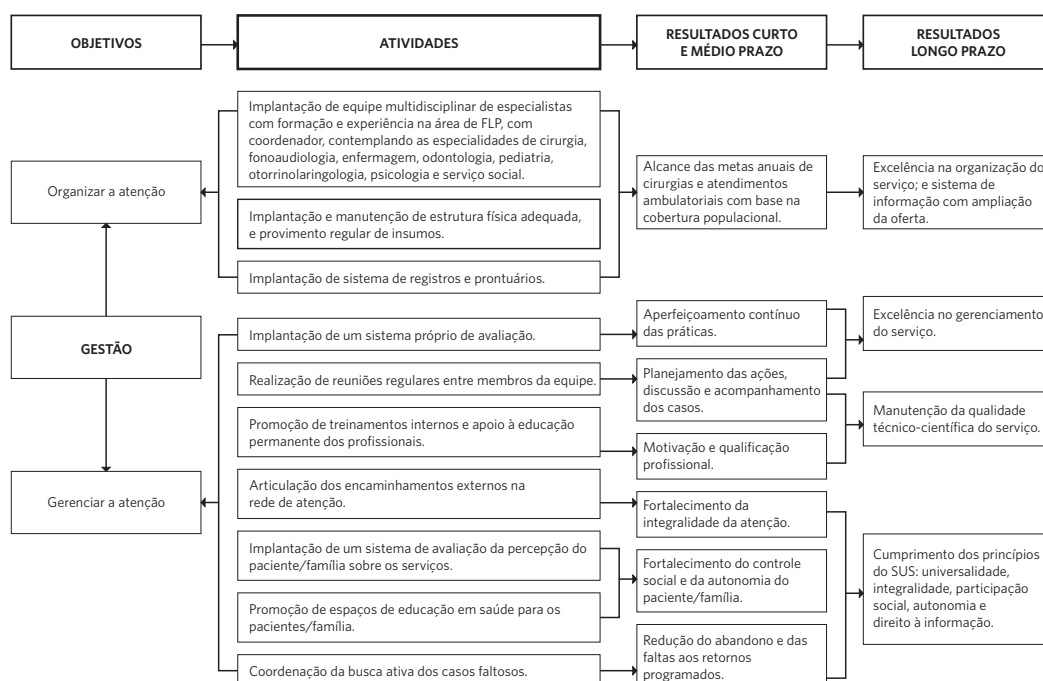 OBJETIVOS
ATIVIDADES
RESULTADOS CURTO
E MÉDIO PRAZO
RESULTADOS
LONGO PRAZO
Organizar a atenção
Implantação de equipe multidisciplinar de especialistas
com formação e experiência na área de FLP, com
coordenador, contemplando as especialidades de cirurgia,
fonoaudiologia, enfermagem, odontologia, pediatria,
otorrinolaringologia, psicologia e serviço social.
Implantação e manutenção de estrutura física adequada,
e provimento regular de insumos.
Implantação de sistema de registros e prontuários.
Alcance das metas anuais de
cirurgias e atendimentos
ambulatoriais com base na
cobertura populacional.
Excelência na organização do
serviço; e sistema de
informação com ampliação
da oferta.
GESTÃO
Gerenciar a atenção
Implantação de um sistema próprio de avaliação.
Realização de reuniões regulares entre membros da equipe.
Promoção de treinamentos internos e apoio à educação
permanente dos profissionais.
Articulação dos encaminhamentos externos na
rede de atenção.
Implantação de um sistema de avaliação da percepção do
paciente/família sobre os serviços.
Promoção de espaços de educação em saúde para os
pacientes/família.
Coordenação da busca ativa dos casos faltosos.
Aperfeiçoamento contínuo
das práticas.
Planejamento das ações,
discussão e acompanhamento
dos casos.
Motivação e qualificação
profissional.
Fortalecimento da
integralidade da atenção.
Fortalecimento do controle
social e da autonomia do
paciente/família.
Redução do abandono e das
faltas aos retornos
programados.
Excelência no gerenciamento
do serviço.
Manutenção da qualidade
técnico-científica do serviço.
Cumprimento dos princípios
do SUS: universalidade,
integralidade, participação
social, autonomia e
direito à informação.